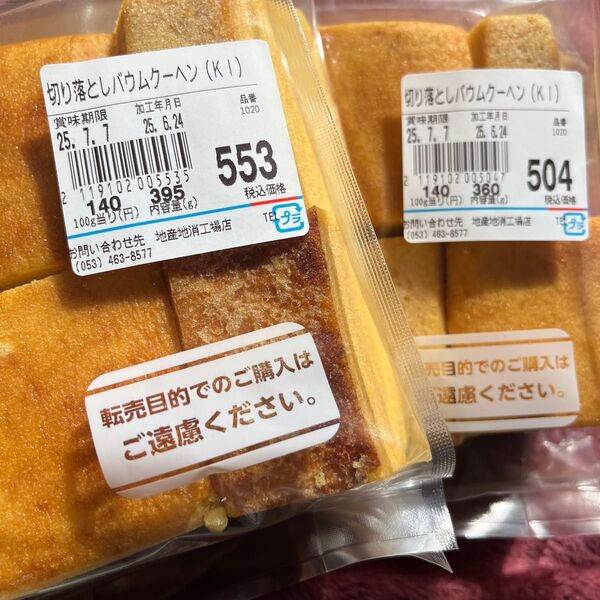 切り落としバウムクーヘン(KI)
賞味期限 加工年月日 品番
25. 7. 7 25. 6.24 1020
2 119102 005535
553
税込価格
140 395
100g当り(円) 内容量(g)
プラ
お問い合わせ先 地産地消工場店 TEL
(053) 463-8577
転売目的でのご購入は
ご遠慮ください。
切り落としバウムクーヘン(KI)
賞味期限 加工年月日 品番
25. 7. 7 25. 6.24 1020
2 119102 005047
504
税込価格
140 360
100g当り(円) 内容量(g)
プラ
お問い合わせ先 地産地消工場店 TEL
(053) 463-8577
転売目的でのご購入は
ご遠慮ください。